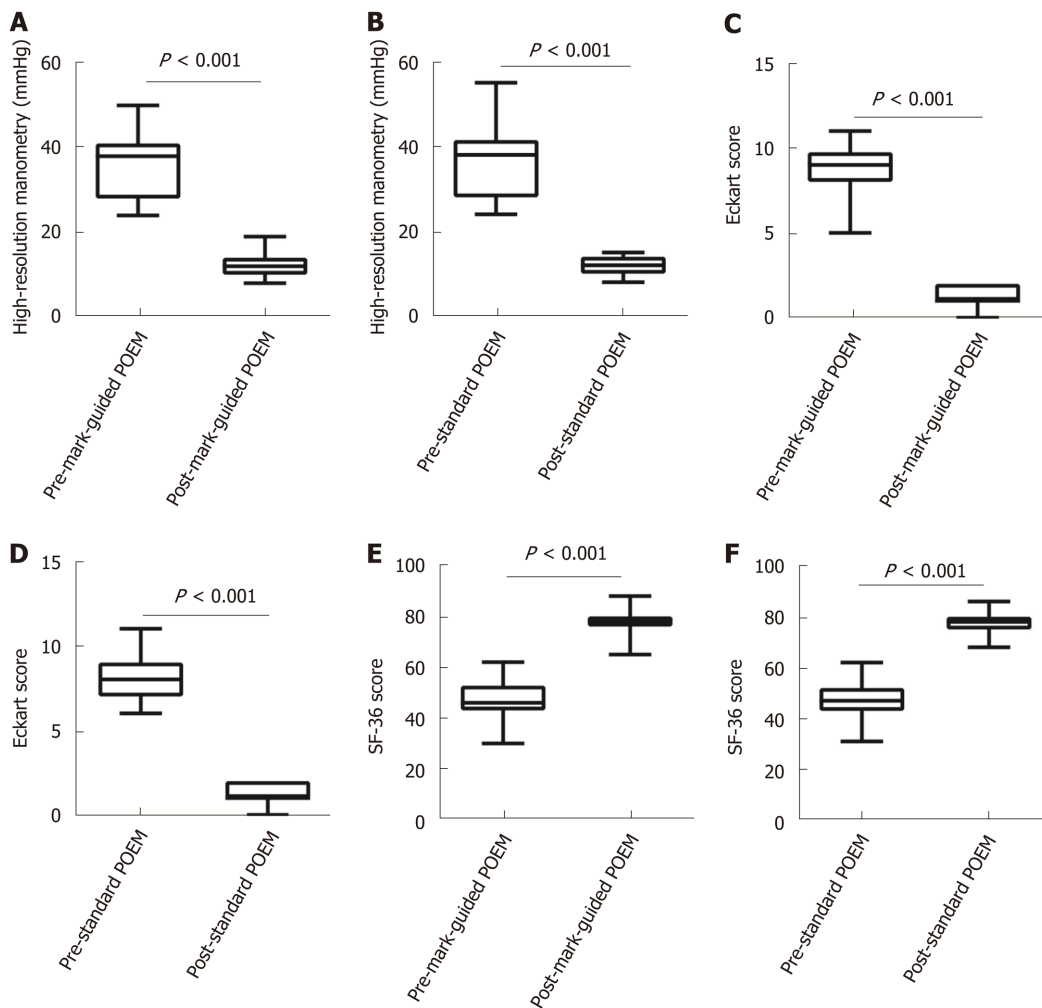 A
High-resolution manometry (mmHg)
60
40
20
0
P < 0.001
Pre-mark-guided POEM
Post-mark-guided POEM
B
High-resolution manometry (mmHg)
60
40
20
0
P < 0.001
Pre-standard POEM
Post-standard POEM
C
Eckart score
15
10
5
0
P < 0.001
Pre-mark-guided POEM
Post-mark-guided POEM
D
Eckart score
15
10
5
0
P < 0.001
Pre-standard POEM
Post-standard POEM
E
SF-36 score
100
80
60
40
20
0
P < 0.001
Pre-mark-guided POEM
Post-mark-guided POEM
F
SF-36 score
100
80
60
40
20
0
P < 0.001
Pre-standard POEM
Post-standard POEM